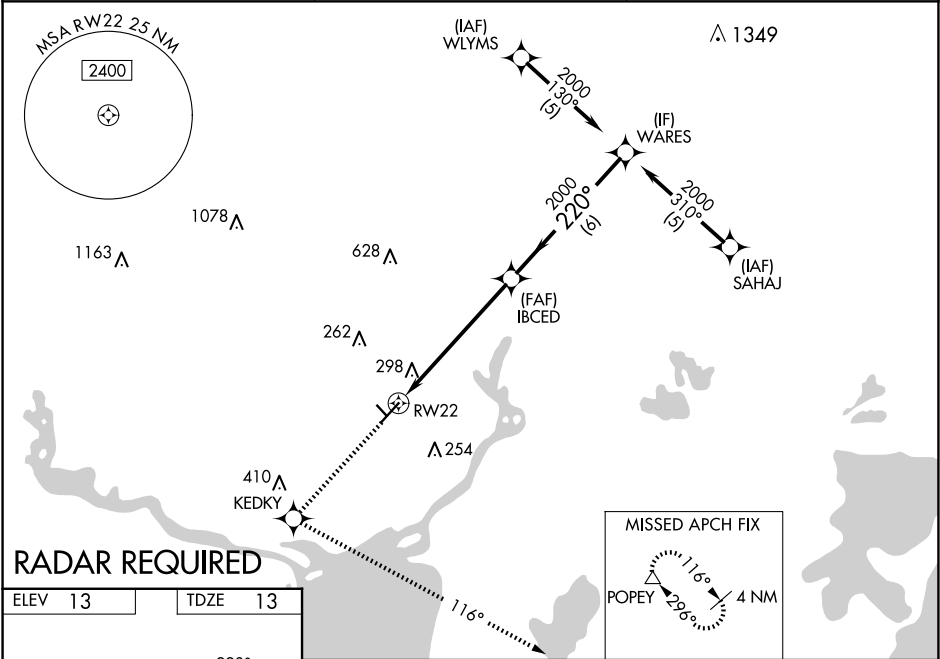 MSA RW22 25 NM
2400
(IAF)
WLYMS
1349
2000
130°
(5)
(IF)
WARES
2000
220°
(6)
2000
310°
(5)
(IAF)
SAHAJ
1078
1163
628
(FAF)
IBCED
262
298
RW22
254
410
KEDKY
RADAR REQUIRED
ELEV 13
TDZE 13
116°
MISSED APCH FIX
116°
POPEY
4 NM
296°